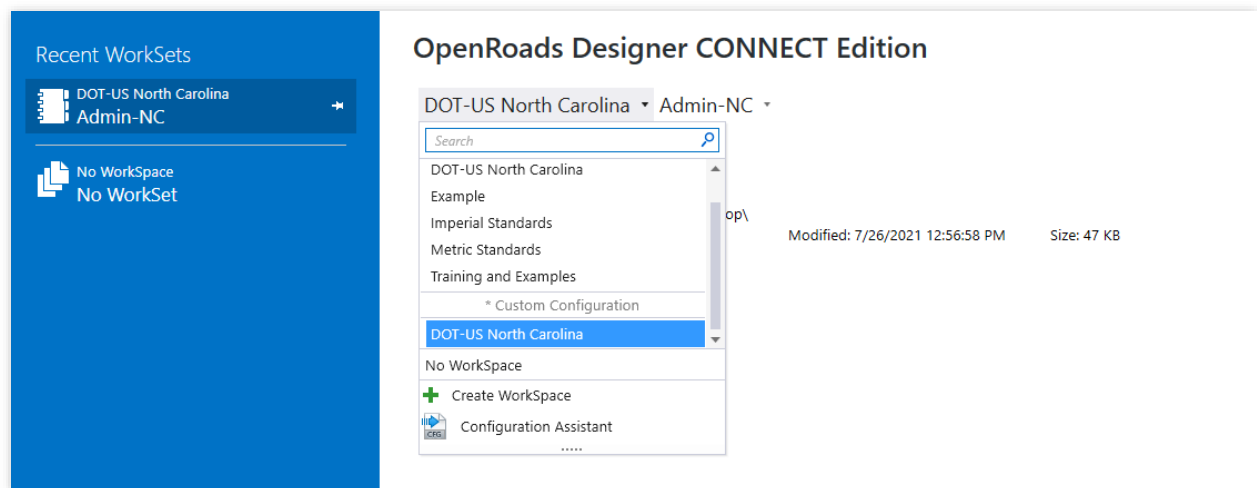 Recent WorkSets
DOT-US North Carolina
Admin-NC
No WorkSpace
No WorkSet
OpenRoads Designer CONNECT Edition
DOT-US North Carolina Admin-NC
Search
DOT-US North Carolina
Example
Imperial Standards
op\
Modified: 7/26/2021 12:56:58 PM Size: 47 KB
Metric Standards
Training and Examples
* Custom Configuration
DOT-US North Carolina
No WorkSpace
Create WorkSpace
CFG
Configuration Assistant
.....